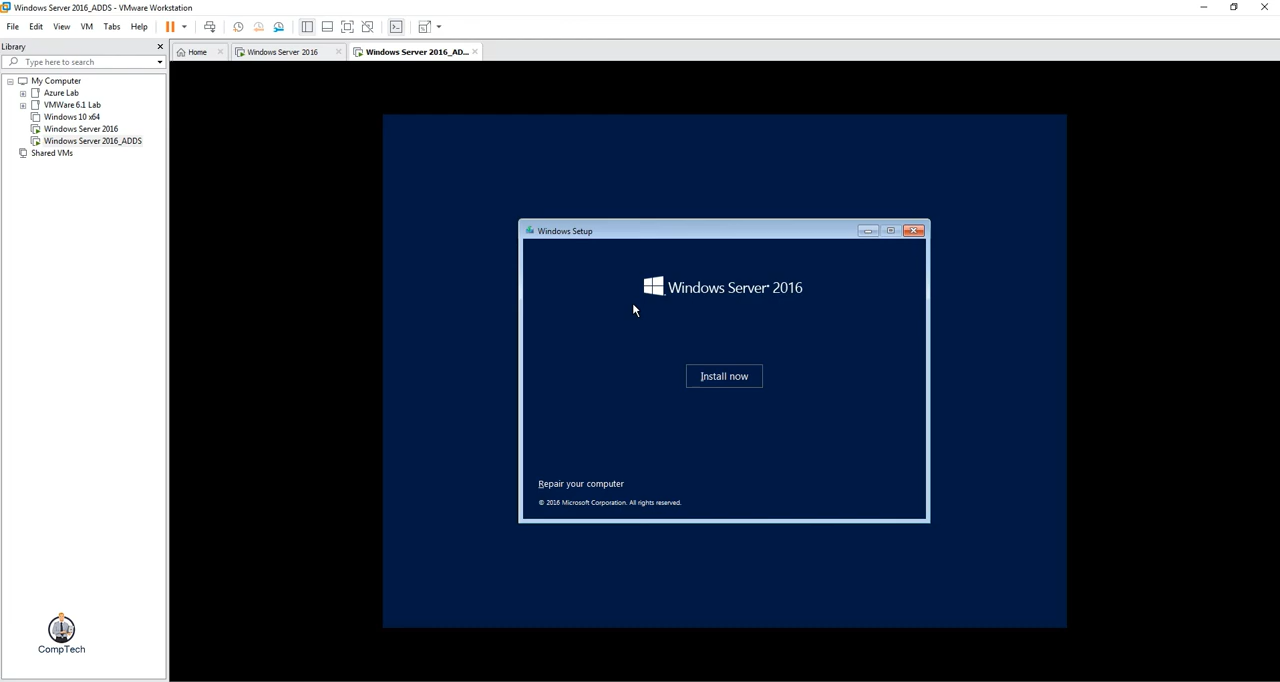 Windows Server 2016_ADDS - VMware Workstation
File Edit View VM Tabs Help
Library
Type here to search
Home
Windows Server 2016
Windows Server 2016_AD...
My Computer
Azure Lab
VMWare 6.1 Lab
Windows 10 x64
Windows Server 2016
Windows Server 2016_ADDS
Shared VMs
Windows Setup
Windows Server® 2016
Install now
Repair your computer
© 2016 Microsoft Corporation. All rights reserved.
CompTech